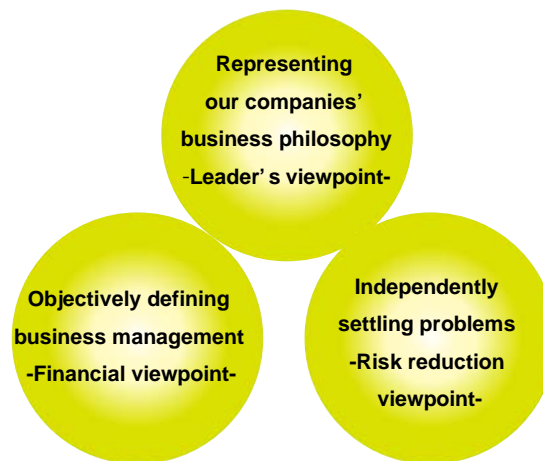 Representing
our companies’
business philosophy
-Leader’ s viewpoint-
Objectively defining
business management
-Financial viewpoint-
Independently
settling problems
-Risk reduction
viewpoint-